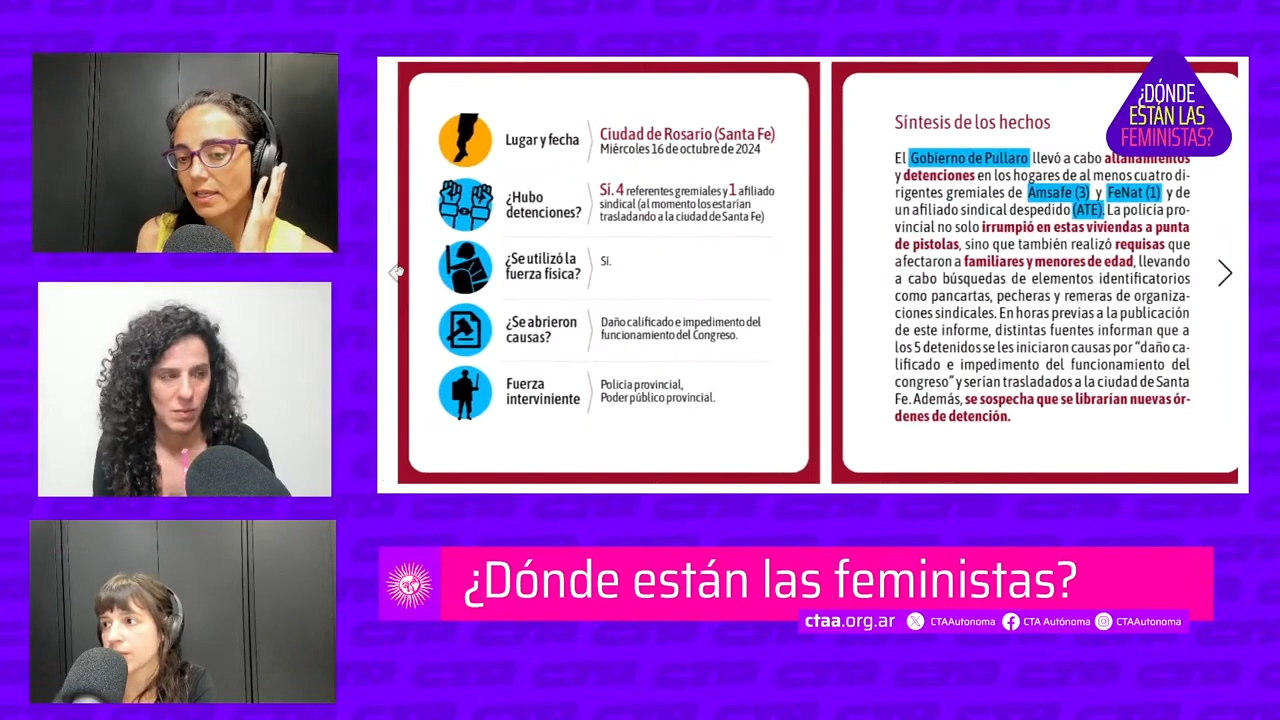 Lugar y fecha
Ciudad de Rosario (Santa Fe)
Miércoles 16 de octubre de 2024
¿Hubo
detenciones?
Sí. 4 referentes gremiales y 1 afiliado
sindical (al momento los estarían
trasladando a la ciudad de Santa Fe)
¿Se utilizó la
fuerza física?
Sí.
¿Se abrieron
causas?
Daño calificado e impedimento del
funcionamiento del Congreso.
Fuerza
interviniente
Policía provincial,
Poder público provincial.
Síntesis de los hechos
El Gobierno de Pullaro llevó a cabo allanamientos
y detenciones en los hogares de al menos cuatro di-
rigentes gremiales de Amsafe (3) y FeNat (1) y de
un afiliado sindical despedido (ATE). La policía pro-
vincial no solo irrumpió en estas viviendas a punta
de pistolas, sino que también realizó requisas que
afectaron a familiares y menores de edad, llevando
a cabo búsquedas de elementos identificatorios
como pancartas, pecheras y remeras de organiza-
ciones sindicales. En horas previas a la publicación
de este informe, distintas fuentes informan que a
los 5 detenidos se les iniciaron causas por “daño ca-
lificado e impedimento del funcionamiento del
congreso” y serían trasladados a la ciudad de Santa
Fe. Además, se sospecha que se librarían nuevas ór-
denes de detención.
¿DÓNDE
ESTÁN LAS
FEMINISTAS?
¿Dónde están las feministas?
ctaa.org.ar CTAAutonoma CTA Autónoma CTAAutonoma